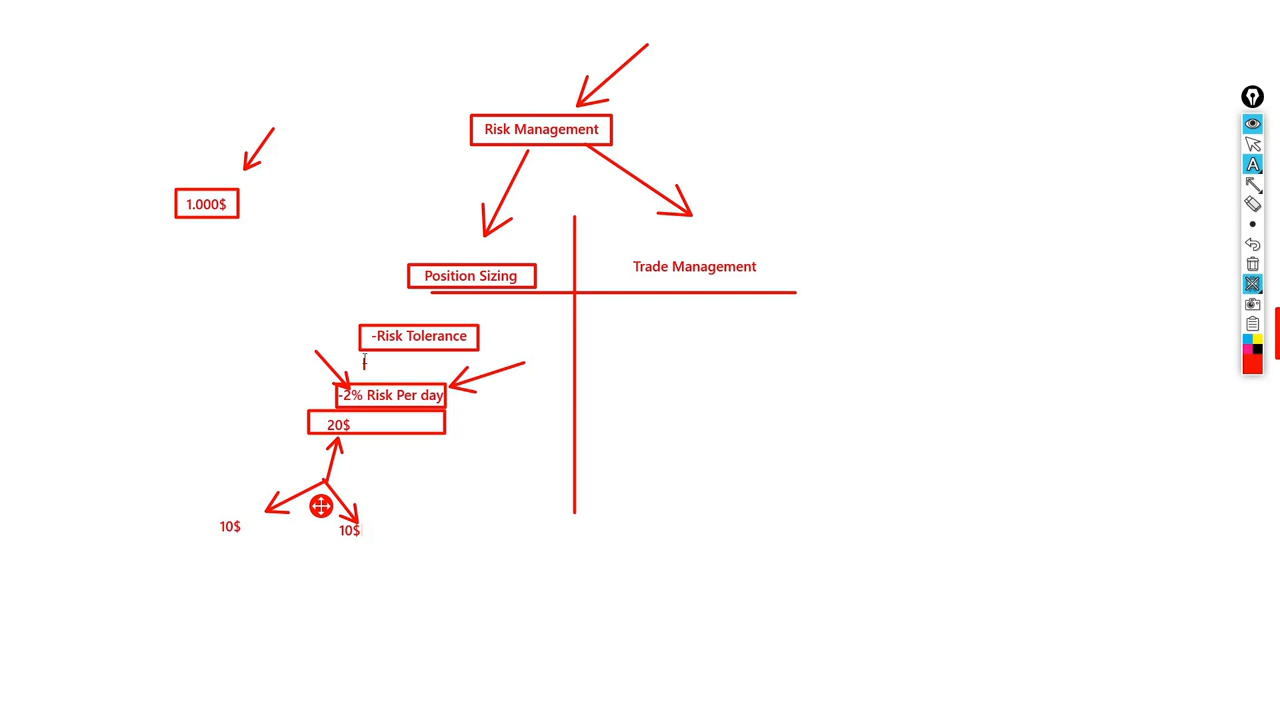 Risk Management
1.000$
Position Sizing
Trade Management
-Risk Tolerance
-2% Risk Per day
20$
10$
10$
A